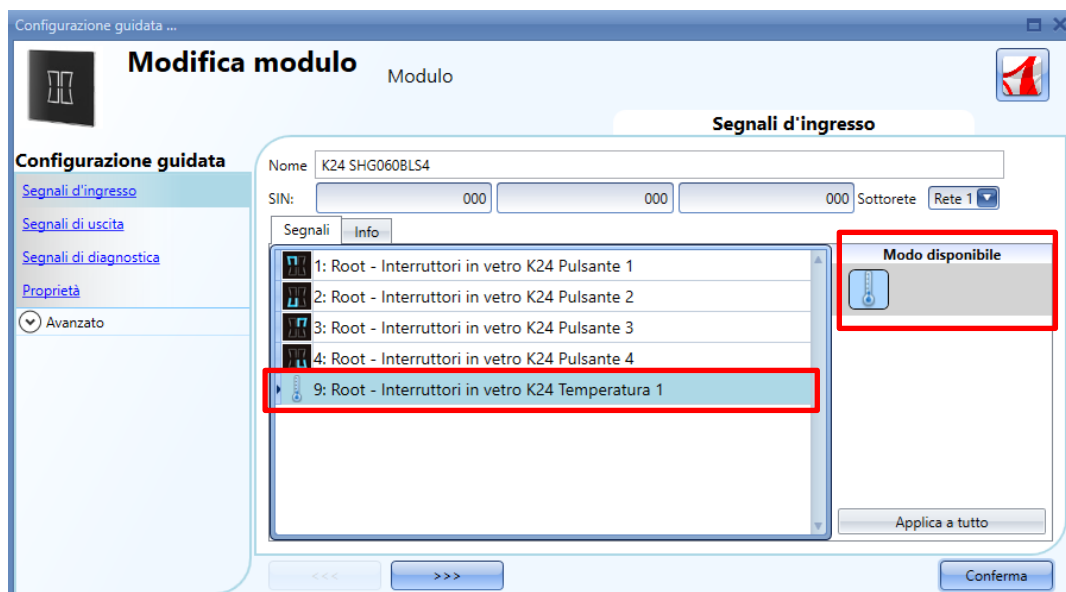 Configurazione guidata ...
Modifica modulo
Modulo
Segnali d'ingresso
Configurazione guidata
Segnali d'ingresso
Segnali di uscita
Segnali di diagnostica
Proprietà
Avanzato
Nome K24 SHG060BLS4
SIN: 000 000 000 Sottorete Rete 1
Segnali Info
1: Root - Interruttori in vetro K24 Pulsante 1
2: Root - Interruttori in vetro K24 Pulsante 2
3: Root - Interruttori in vetro K24 Pulsante 3
4: Root - Interruttori in vetro K24 Pulsante 4
9: Root - Interruttori in vetro K24 Temperatura 1
Modo disponibile
Applica a tutto
<<< >>> Conferma